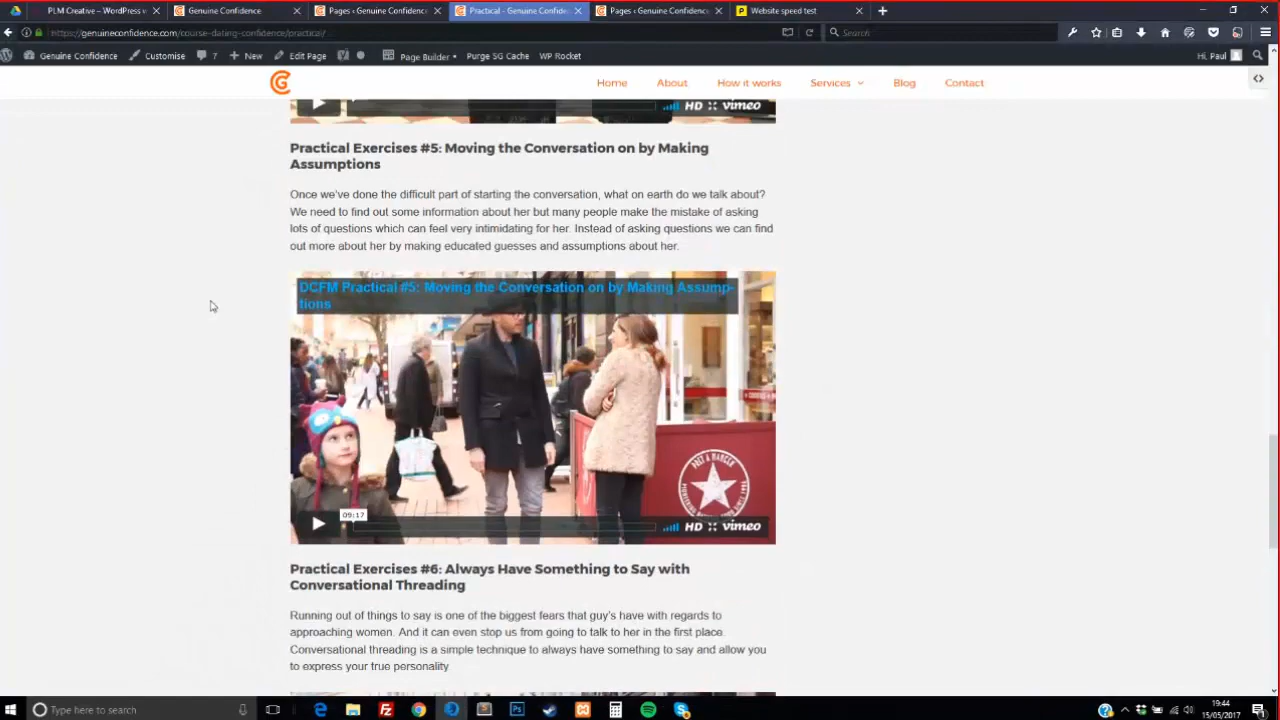 PLM Creative – WordPress w
Genuine Confidence
Pages ‹ Genuine Confidence
Practical - Genuine Confide
Pages ‹ Genuine Confidence
Website speed test
https://genuineconfidence.com/course-dating-confidence/practical/
Search
Genuine Confidence
Customise
7
New
Edit Page
Page Builder
Purge SG Cache
WP Rocket
Hi, Paul
Home
About
How it works
Services
Blog
Contact
HD
vimeo
Practical Exercises #5: Moving the Conversation on by Making
Assumptions
Once we've done the difficult part of starting the conversation, what on earth do we talk about?
We need to find out some information about her but many people make the mistake of asking
lots of questions which can feel very intimidating for her. Instead of asking questions we can find
out more about her by making educated guesses and assumptions about her.
DCFM Practical #5: Moving the Conversation on by Making Assump-
tions
PRET A MANGER
09:17
HD
vimeo
Practical Exercises #6: Always Have Something to Say with
Conversational Threading
Running out of things to say is one of the biggest fears that guy's have with regards to
approaching women. And it can even stop us from going to talk to her in the first place.
Conversational threading is a simple technique to always have something to say and allow you
to express your true personality
Type here to search
19:44
15/05/2017